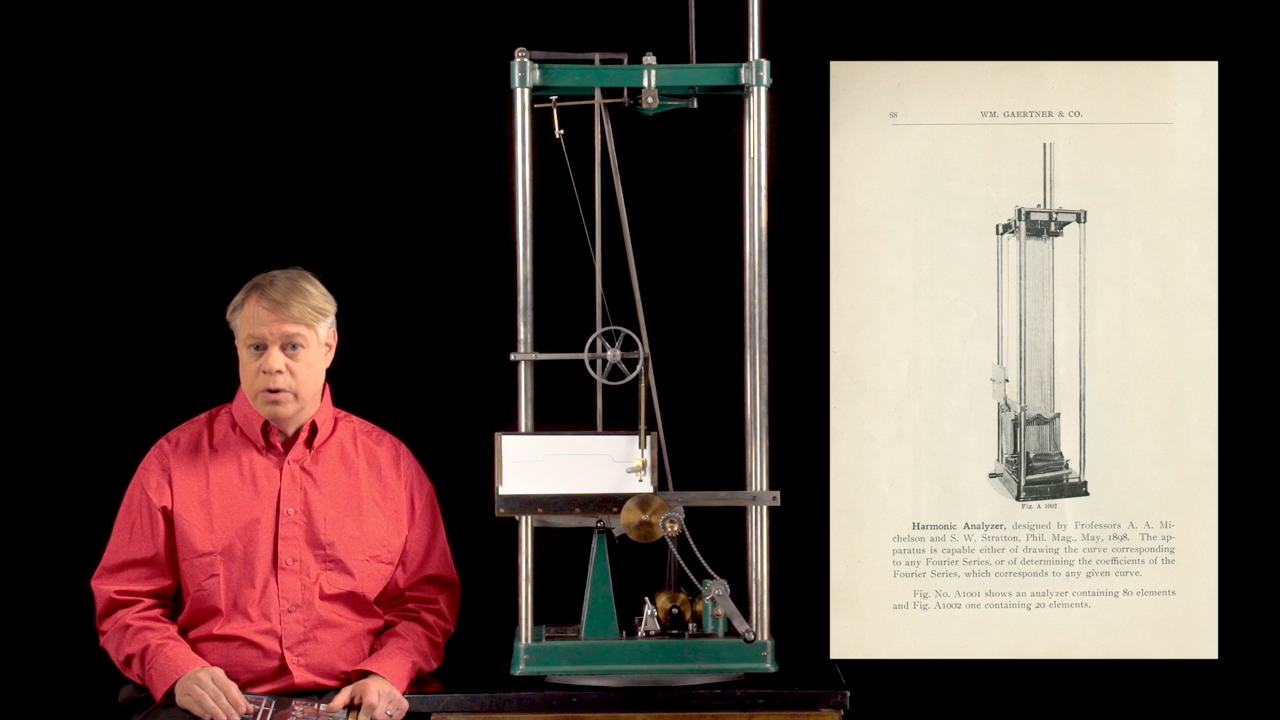 68 WM. GAERTNER & CO.
Fig. A 1002
Harmonic Analyzer, designed by Professors A. A. Mi-
chelson and S. W. Stratton, Phil. Mag., May, 1898. The ap-
paratus is capable either of drawing the curve corresponding
to any Fourier Series, or of determining the coefficients of the
Fourier Series, which corresponds to any given curve.
Fig. No. A1001 shows an analyzer containing 80 elements
and Fig. A1002 one containing 20 elements.